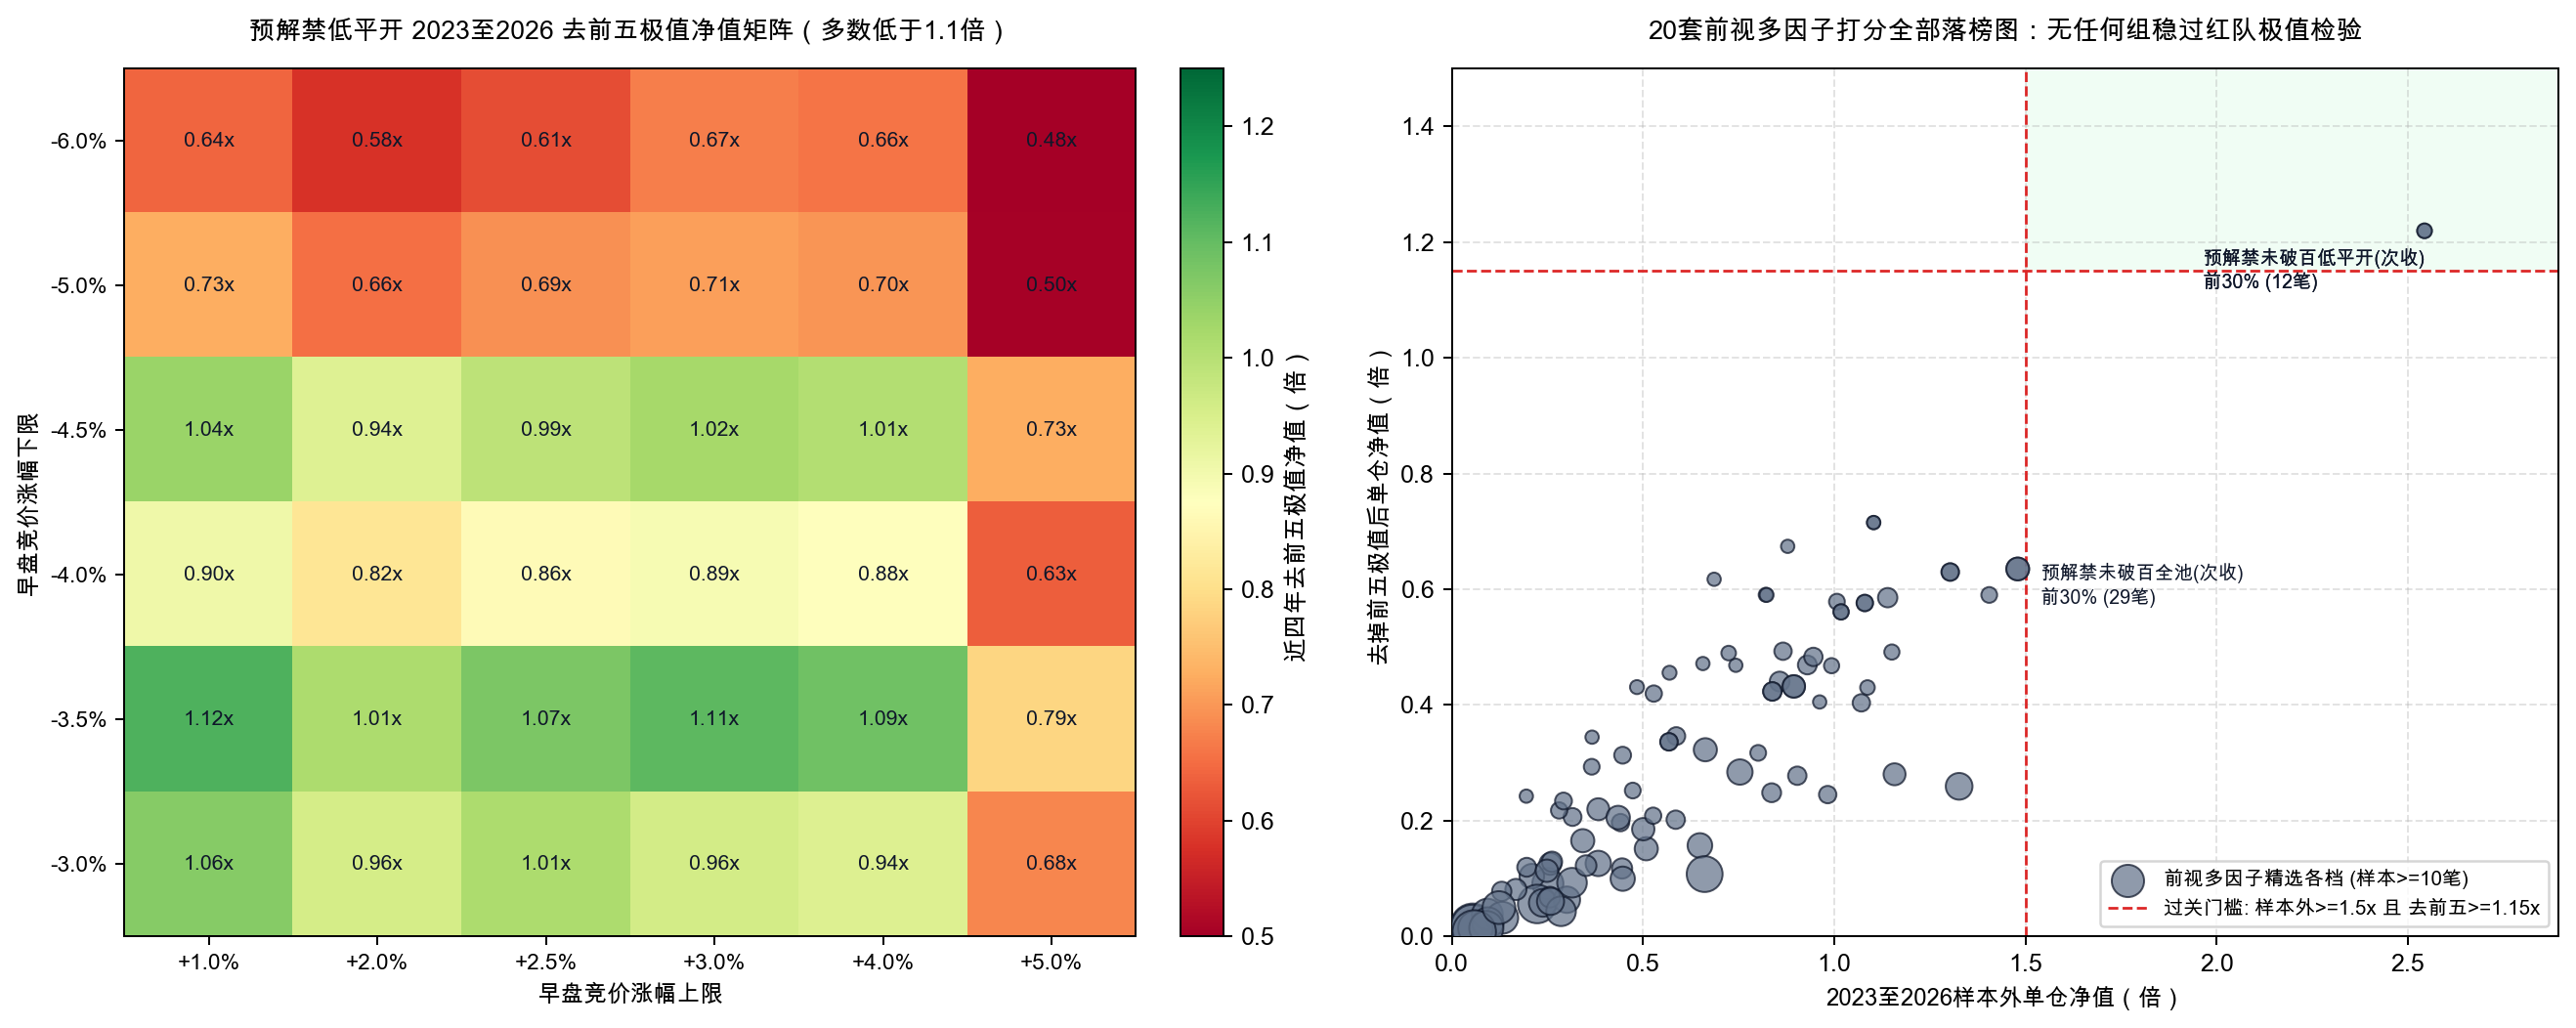 预解禁低平开 2023至2026 去前五极值净值矩阵（多数低于1.1倍）
早盘竞价涨幅下限
-6.0%
0.64x
0.58x
0.61x
0.67x
0.66x
0.48x
-5.0%
0.73x
0.66x
0.69x
0.71x
0.70x
0.50x
-4.5%
1.04x
0.94x
0.99x
1.02x
1.01x
0.73x
-4.0%
0.90x
0.82x
0.86x
0.89x
0.88x
0.63x
-3.5%
1.12x
1.01x
1.07x
1.11x
1.09x
0.79x
-3.0%
1.06x
0.96x
1.01x
0.96x
0.94x
0.68x
+1.0%
+2.0%
+2.5%
+3.0%
+4.0%
+5.0%
早盘竞价涨幅上限
1.2
1.1
1.0
0.9
0.8
0.7
0.6
0.5
近四年去前五极值净值（倍）
20套前视多因子打分全部落榜图：无任何组稳过红队极值检验
去掉前五极值后单仓净值（倍）
1.4
1.2
1.0
0.8
0.6
0.4
0.2
0.0
预解禁未破百低平开(次收)
前30% (12笔)
预解禁未破百全池(次收)
前30% (29笔)
前视多因子精选各档 (样本>=10笔)
过关门槛: 样本外>=1.5x 且 去前五>=1.15x
0.0
0.5
1.0
1.5
2.0
2.5
2023至2026样本外单仓净值（倍）